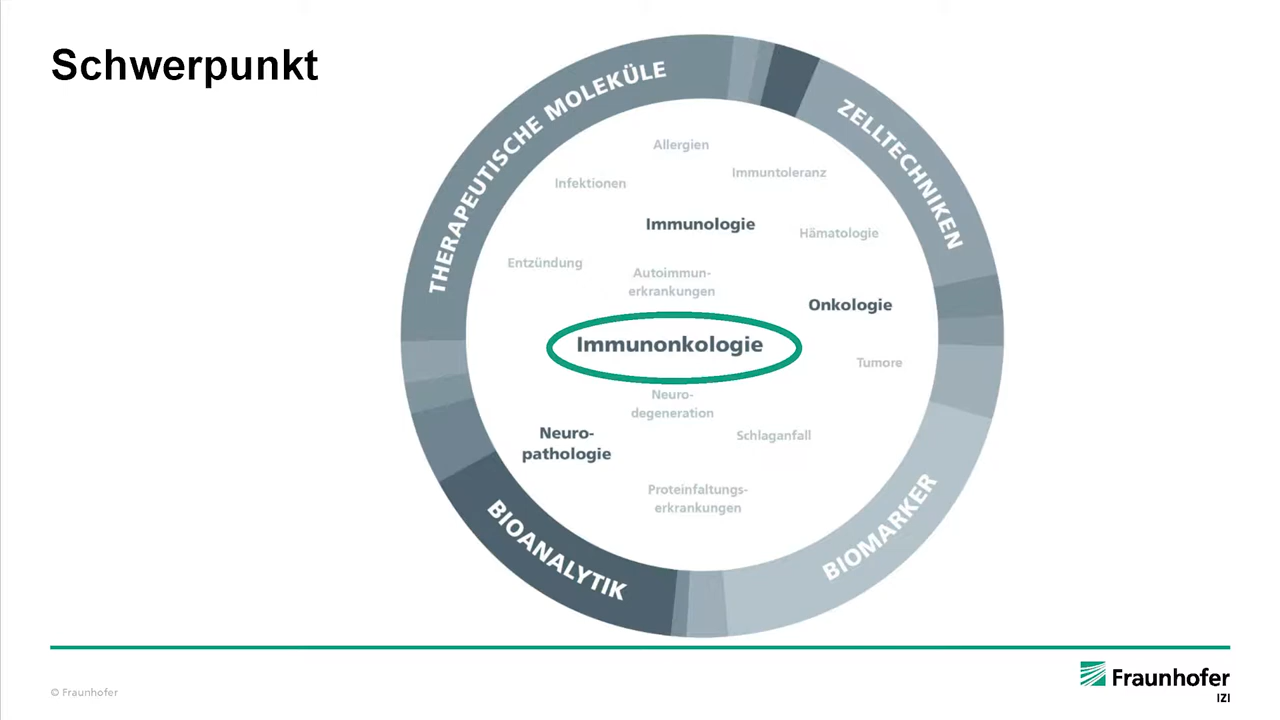 Schwerpunkt
THERAPEUTISCHE MOLEKÜLE
ZELLTECHNIKEN
Allergien
Immuntoleranz
Infektionen
Immunologie
Hämatologie
Entzündung
Autoimmun-
erkrankungen
Onkologie
Immunonkologie
Tumore
Neuro-
degeneration
Neuro-
pathologie
Schlaganfall
Proteinfaltungs-
erkrankungen
BIOANALYTIK
BIOMARKER
© Fraunhofer
Fraunhofer
IZI